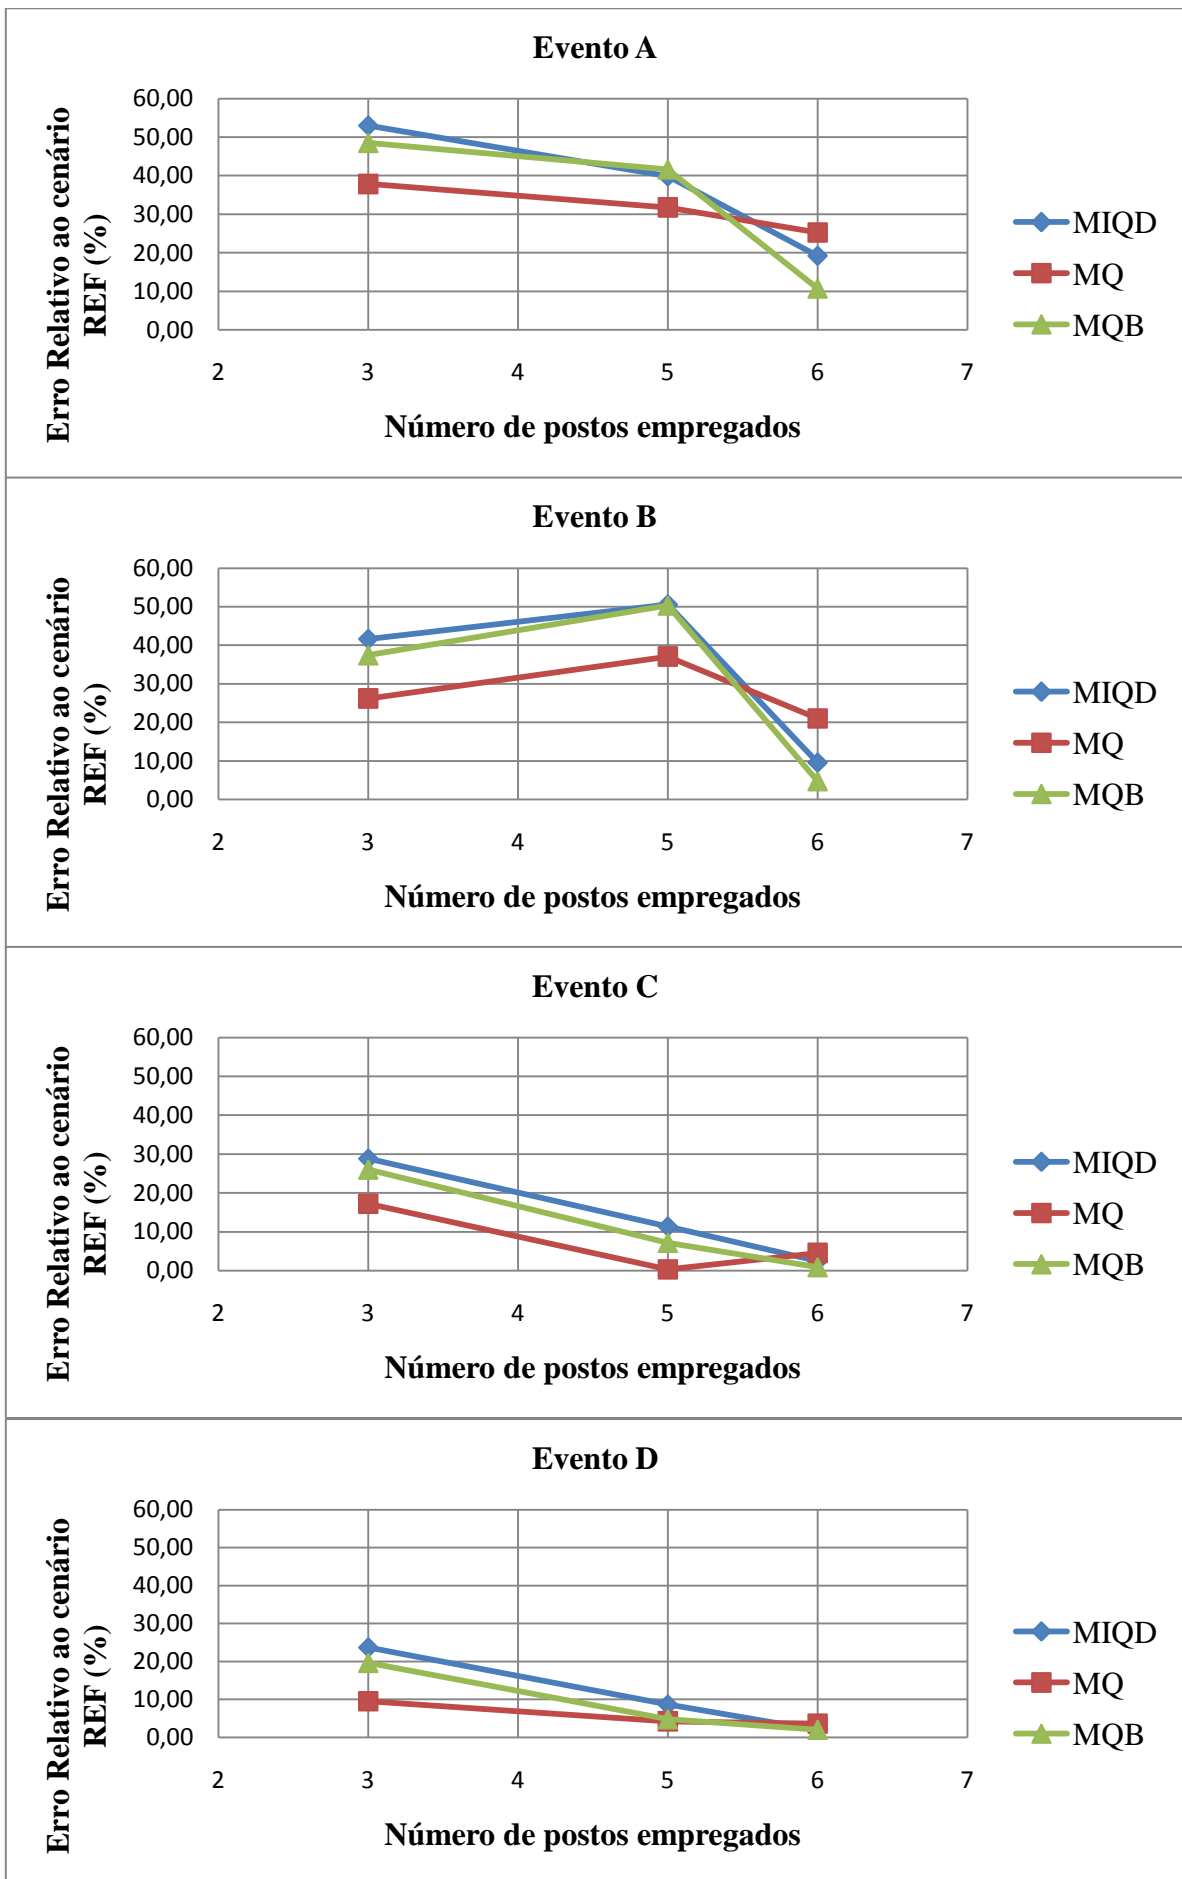 Evento A
Erro Relativo ao cenário
REF (%)
60,00
50,00
40,00
30,00
20,00
10,00
0,00
2 3 4 5 6 7
Número de postos empregados
MIQD
MQ
MQB
Evento B
Erro Relativo ao cenário
REF (%)
60,00
50,00
40,00
30,00
20,00
10,00
0,00
2 3 4 5 6 7
Número de postos empregados
MIQD
MQ
MQB
Evento C
Erro Relativo ao cenário
REF (%)
60,00
50,00
40,00
30,00
20,00
10,00
0,00
2 3 4 5 6 7
Número de postos empregados
MIQD
MQ
MQB
Evento D
Erro Relativo ao cenário
REF (%)
60,00
50,00
40,00
30,00
20,00
10,00
0,00
2 3 4 5 6 7
Número de postos empregados
MIQD
MQ
MQB